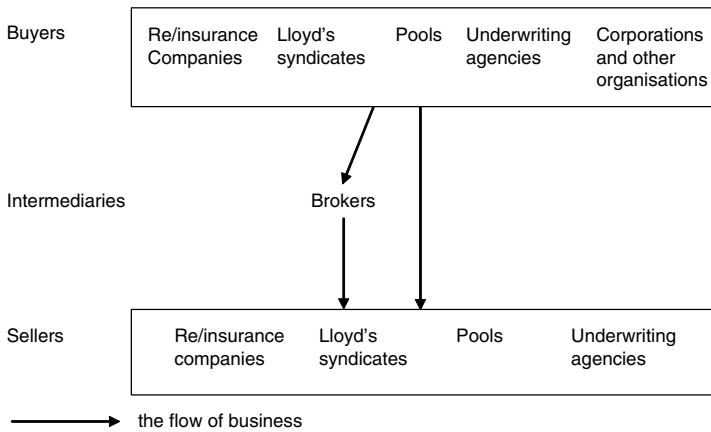 Buyers
Re/insurance Companies
Lloyd's syndicates
Pools
Underwriting agencies
Corporations and other organisations
Intermediaries
Brokers
Sellers
Re/insurance companies
Lloyd's syndicates
Pools
Underwriting agencies
the flow of business